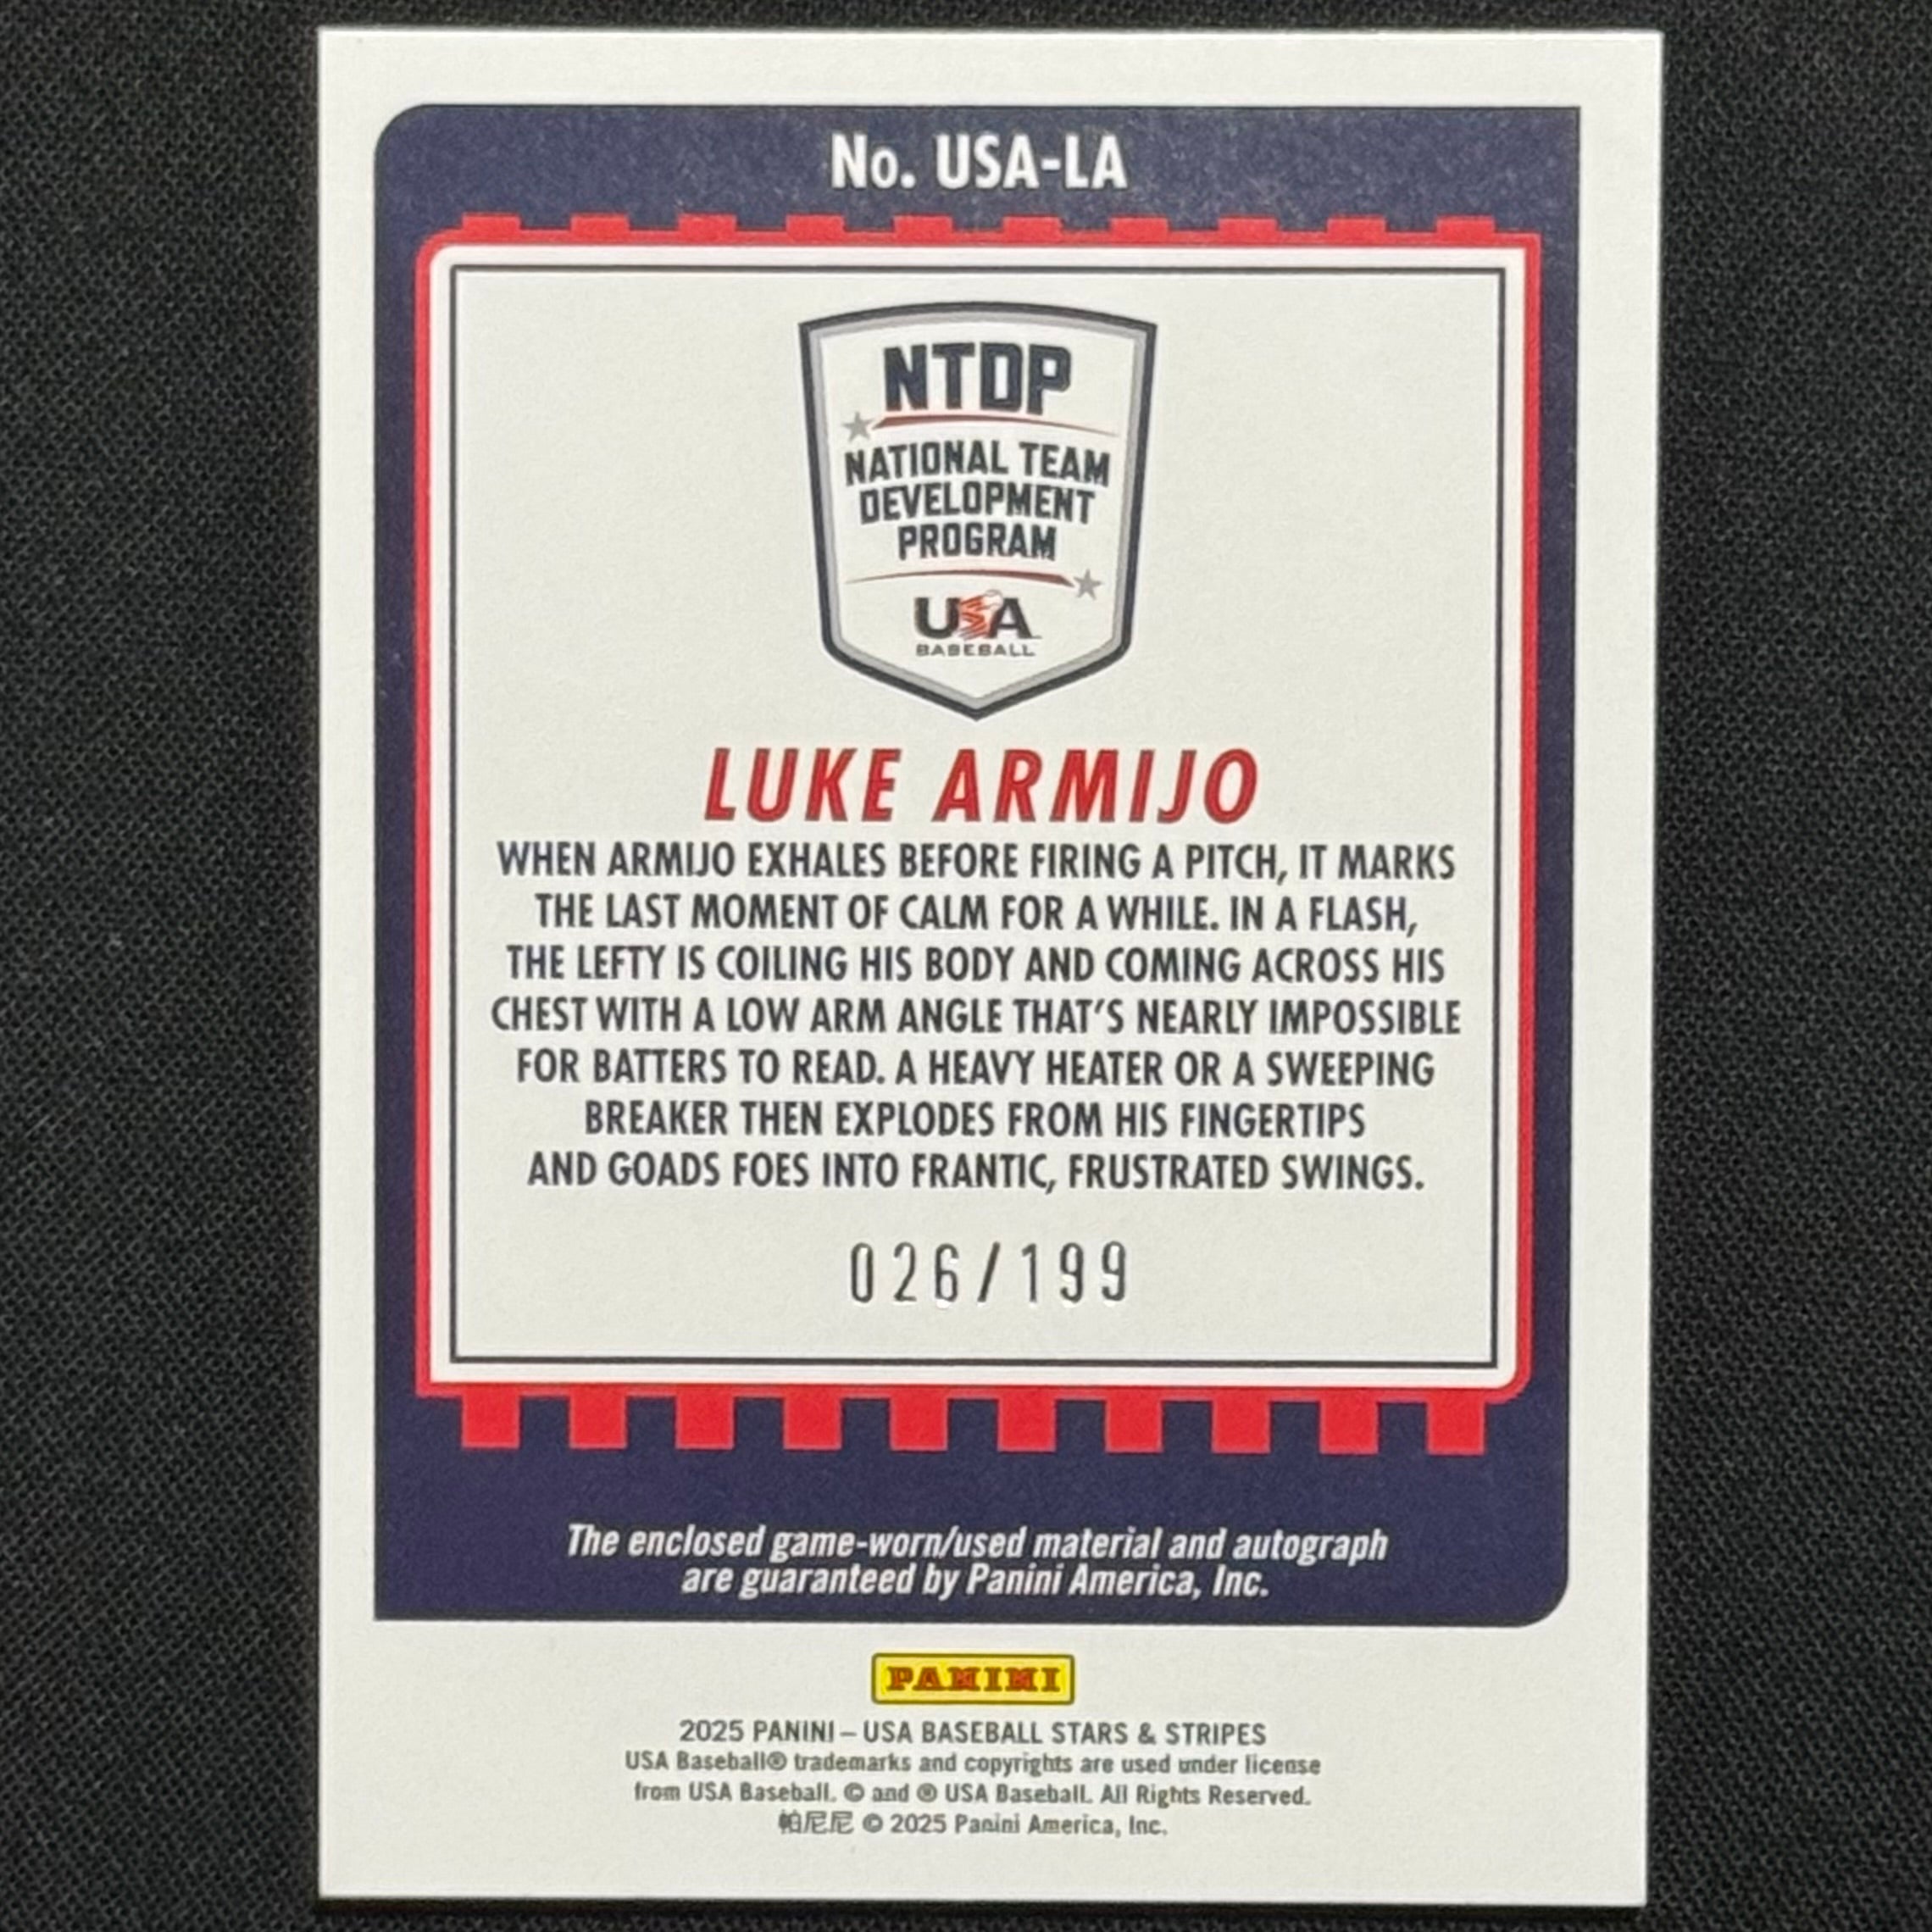 No. USA-LA
NTDP
NATIONAL TEAM
DEVELOPMENT
PROGRAM
USA
BASEBALL
LUKE ARMIJO
WHEN ARMIJO EXHALES BEFORE FIRING A PITCH, IT MARKS
THE LAST MOMENT OF CALM FOR A WHILE. IN A FLASH,
THE LEFTY IS COILING HIS BODY AND COMING ACROSS HIS
CHEST WITH A LOW ARM ANGLE THAT'S NEARLY IMPOSSIBLE
FOR BATTERS TO READ. A HEAVY HEATER OR A SWEEPING
BREAKER THEN EXPLODES FROM HIS FINGERTIPS
AND GOADS FOES INTO FRANTIC, FRUSTRATED SWINGS.
026/199
The enclosed game-worn/used material and autograph
are guaranteed by Panini America, Inc.
PANINI
2025 PANINI – USA BASEBALL STARS & STRIPES
USA Baseball® trademarks and copyrights are used under license
from USA Baseball. © and ® USA Baseball. All Rights Reserved.
帕尼尼 © 2025 Panini America, Inc.